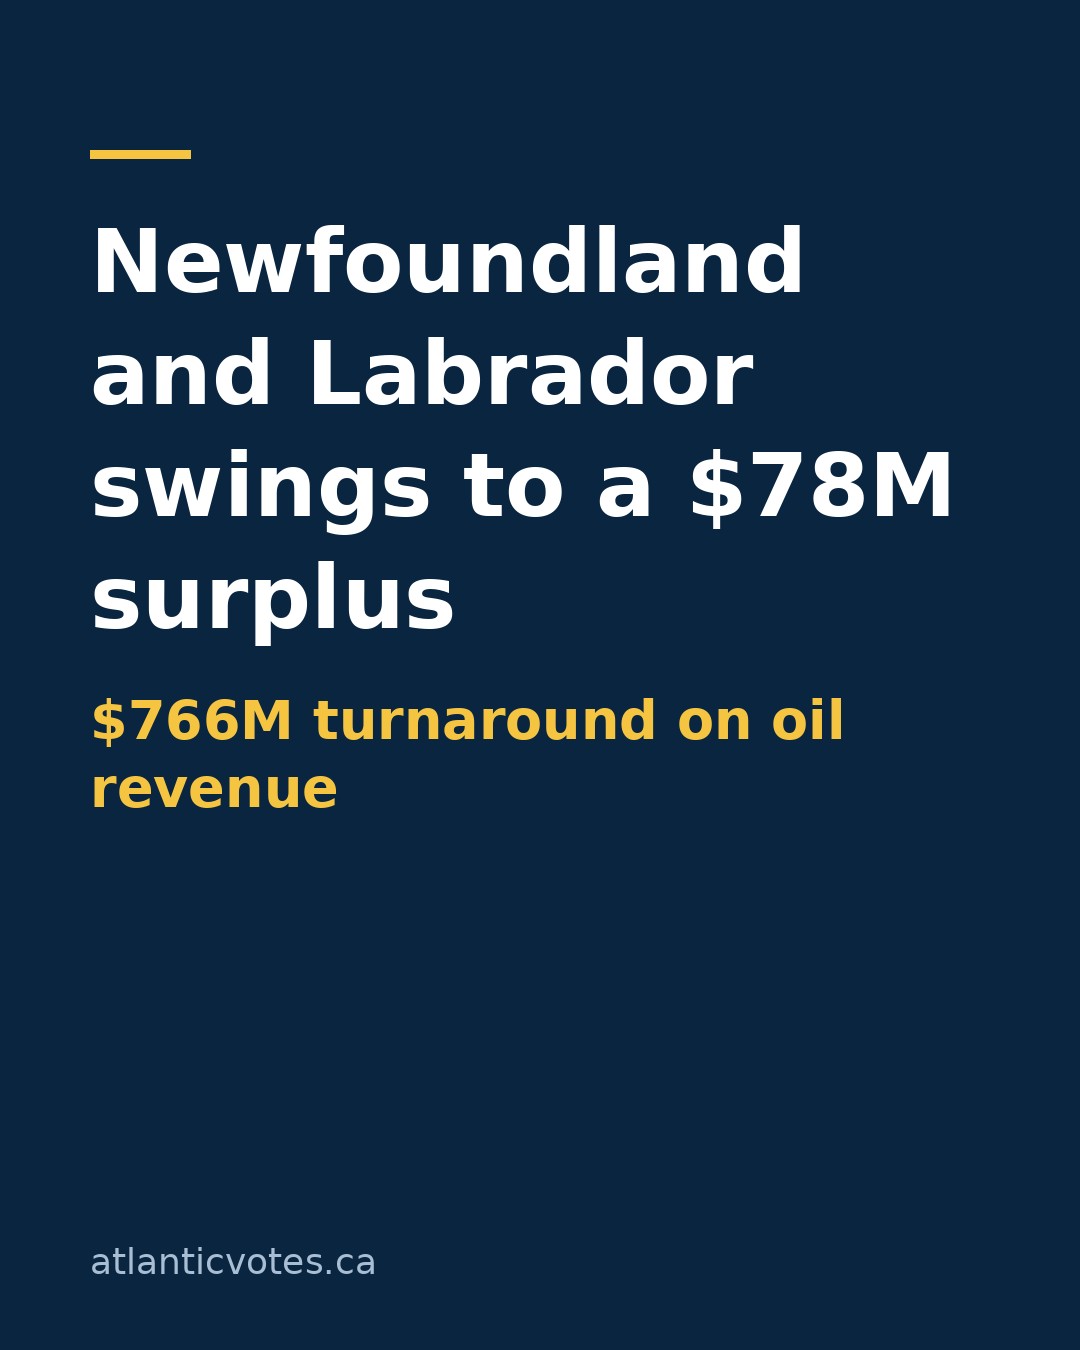 Newfoundland
and Labrador
swings to a $78M
surplus
$766M turnaround on oil
revenue
atlanticvotes.ca